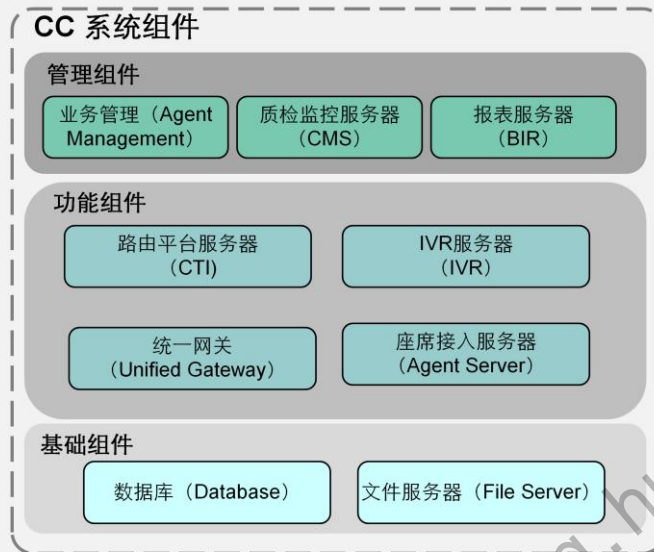 CC 系统组件
管理组件
业务管理（Agent
Management）
质检监控服务器
（CMS）
报表服务器
（BIR）
功能组件
路由平台服务器
（CTI)
IVR服务器
（IVR）
统一网关
（Unified Gateway）
座席接入服务器
（Agent Server）
基础组件
数据库（Database）
文件服务器（File Server）